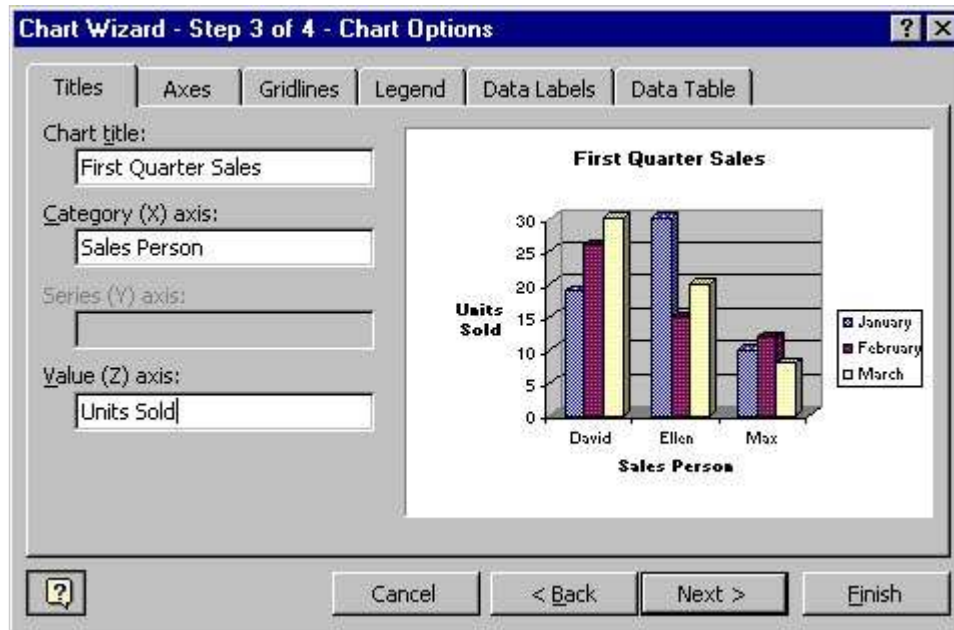 Chart Wizard - Step 3 of 4 - Chart Options
? X
Titles Axes Gridlines Legend Data Labels Data Table
Chart title:
First Quarter Sales
Category (X) axis:
Sales Person
Series (Y) axis:
Value (Z) axis:
Units Sold
First Quarter Sales
30
25
20
15
10
5
0
Units
Sold
David Ellen Max
Sales Person
January
February
March
?
Cancel < Back Next > Finish